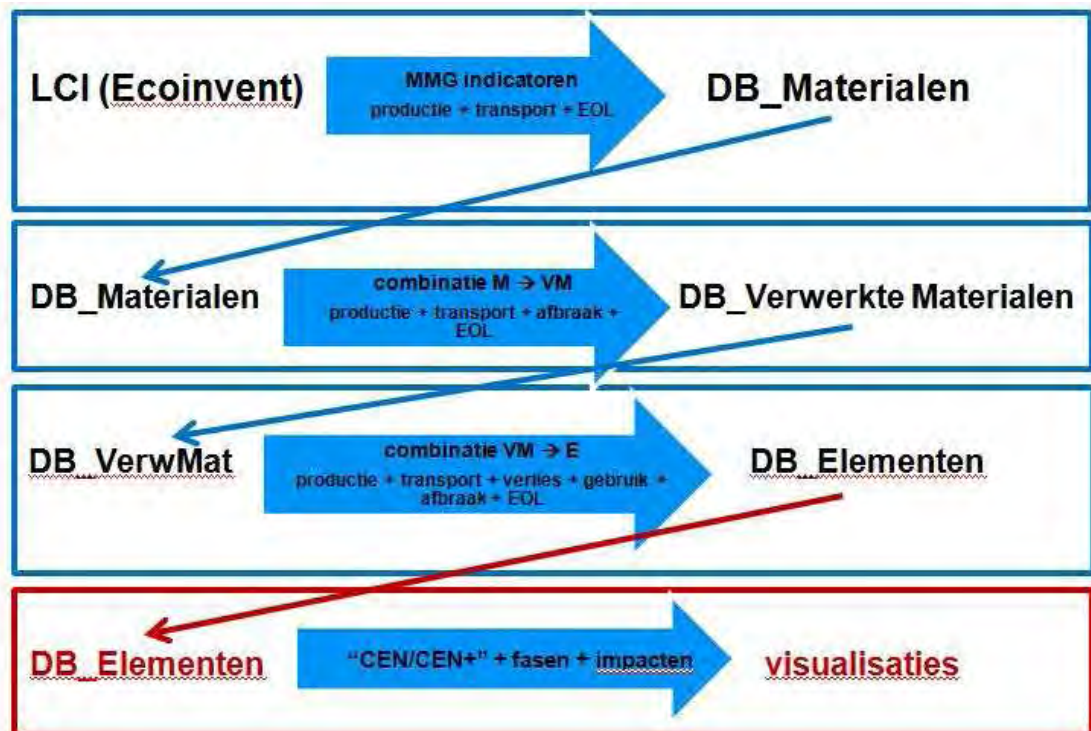 LCI (Ecoinvent)
MMG indicatoren
productie + transport + EOL
DB_Materialen
DB_Materialen
combinatie M → VM
productie + transport + afbraak +
EOL
DB_Verwerkte Materialen
DB_VerwMat
combinatie VM → E
productie + transport + verlies + gebruik +
afbraak + EOL
DB_Elementen
DB_Elementen
“CEN/CEN+” + fasen + impacten
visualisaties